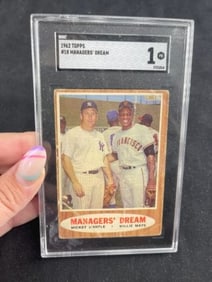 1962 TOPPS
#18 MANAGERS' DREAM
1
MANAGERS' DREAM
MICKEY MANTLE • WILLIE MAYS